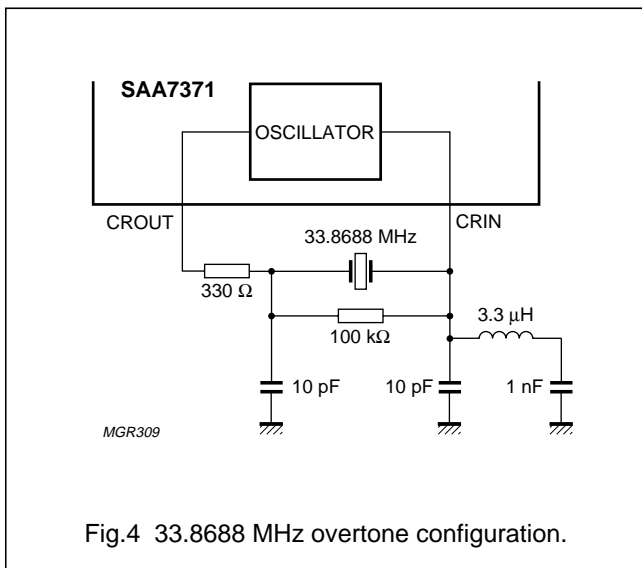 SAA7371
OSCILLATOR
CROUT
CRIN
33.8688 MHz
330 Ω
3.3 µH
100 kΩ
10 pF
10 pF
1 nF
MGR309
Fig.4 33.8688 MHz overtone configuration.